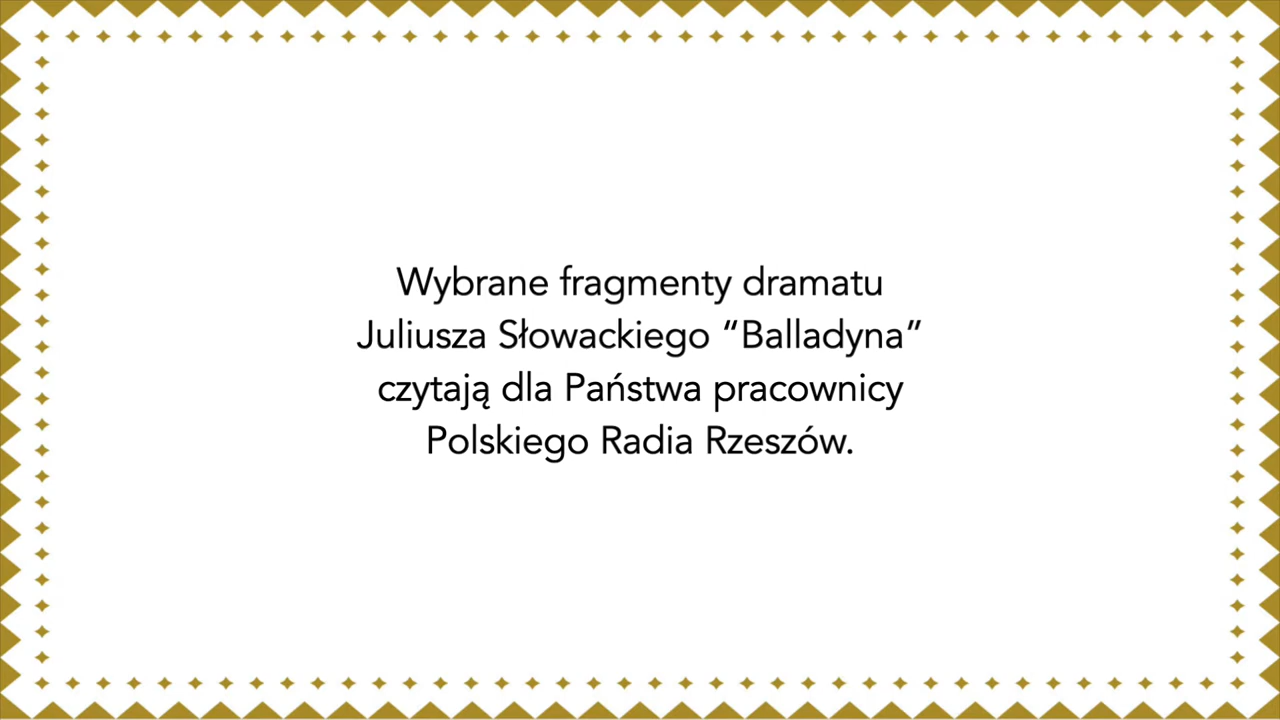 Wybrane fragmenty dramatu
Juliusza Słowackiego “Balladyna”
czytają dla Państwa pracownicy
Polskiego Radia Rzeszów.